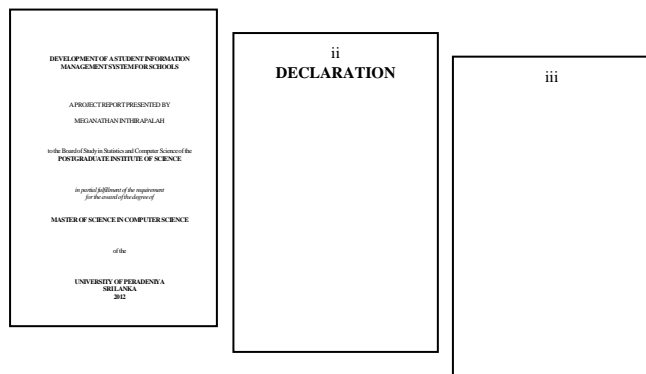 DEVELOPMENT OF A STUDENT INFORMATION
MANAGEMENT SYSTEM FOR SCHOOLS
A PROJECT REPORT PRESENTED BY
MEGANATHAN INTHIRAPALAH
to the Board of Study in Statistics and Computer Science of the
POSTGRADUATE INSTITUTE OF SCIENCE
in partial fulfillment of the requirement
for the award of the degree of
MASTER OF SCIENCE IN COMPUTER SCIENCE
of the
UNIVERSITY OF PERADENIYA
SRI LANKA
2012
ii
DECLARATION
iii